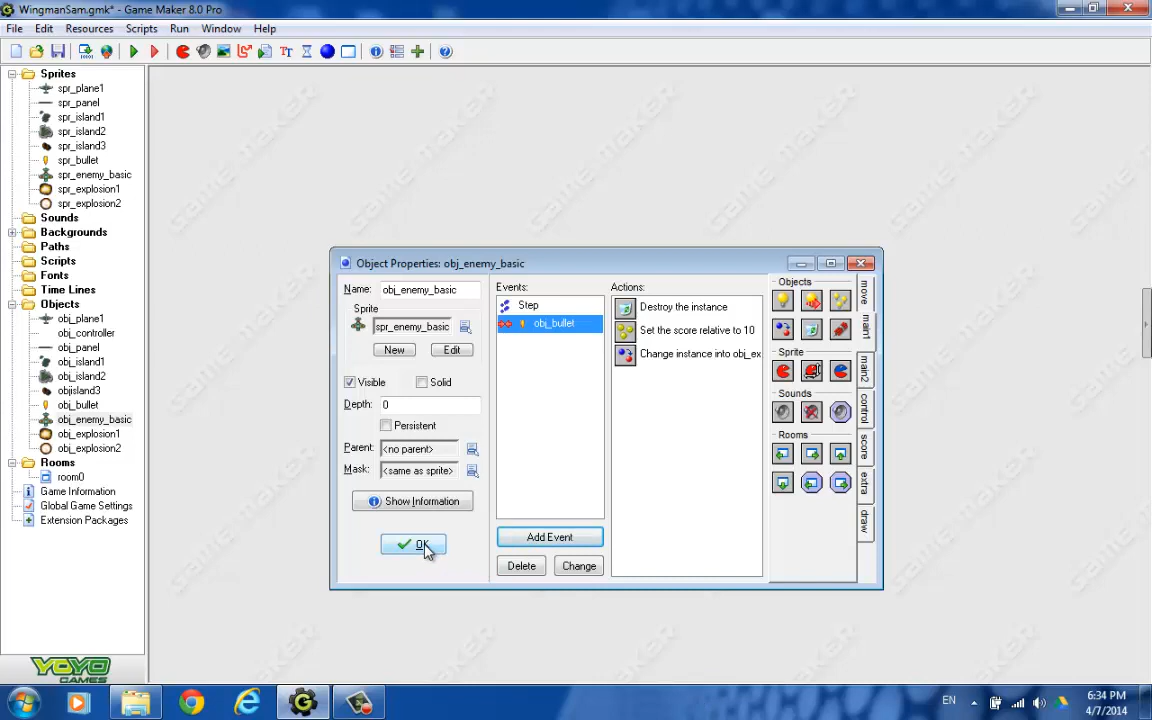 WingmanSam.gmk* - Game Maker 8.0 Pro
File Edit Resources Scripts Run Window Help
Sprites
spr_plane1
spr_panel
spr_island1
spr_island2
spr_island3
spr_bullet
spr_enemy_basic
spr_explosion1
spr_explosion2
Sounds
Backgrounds
Paths
Scripts
Fonts
Time Lines
Objects
obj_plane1
obj_controller
obj_panel
obj_island1
obj_island2
objisland3
obj_bullet
obj_enemy_basic
obj_explosion1
obj_explosion2
Rooms
room0
Game Information
Global Game Settings
Extension Packages
YOYO
GAMES
Object Properties: obj_enemy_basic
Name: obj_enemy_basic
Sprite
spr_enemy_basic
New Edit
Visible Solid
Depth: 0
Persistent
Parent: <no parent>
Mask: <same as sprite>
Show Information
OK
Events:
Step
obj_bullet
Add Event
Delete Change
Actions:
Destroy the instance
Set the score relative to 10
Change instance into obj_ex
Objects
Sprite
Sounds
Rooms
move
main1
main2
control
score
extra
draw
GAME MAKER
EN
6:34 PM
4/7/2014